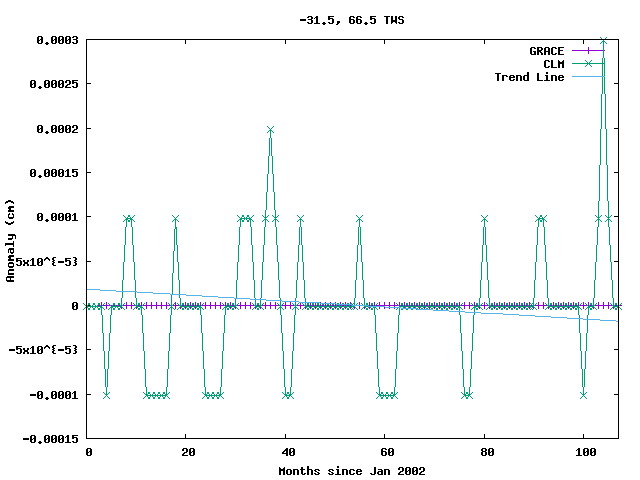 -31.5, 66.5 TWS
0.0003
0.00025
0.0002
0.00015
0.0001
5x10^{-53
0
-5x10^{-53
-0.0001
-0.00015
Anomaly (cm)
GRACE
CLM
Trend Line
0 20 40 60 80 100
Months since Jan 2002